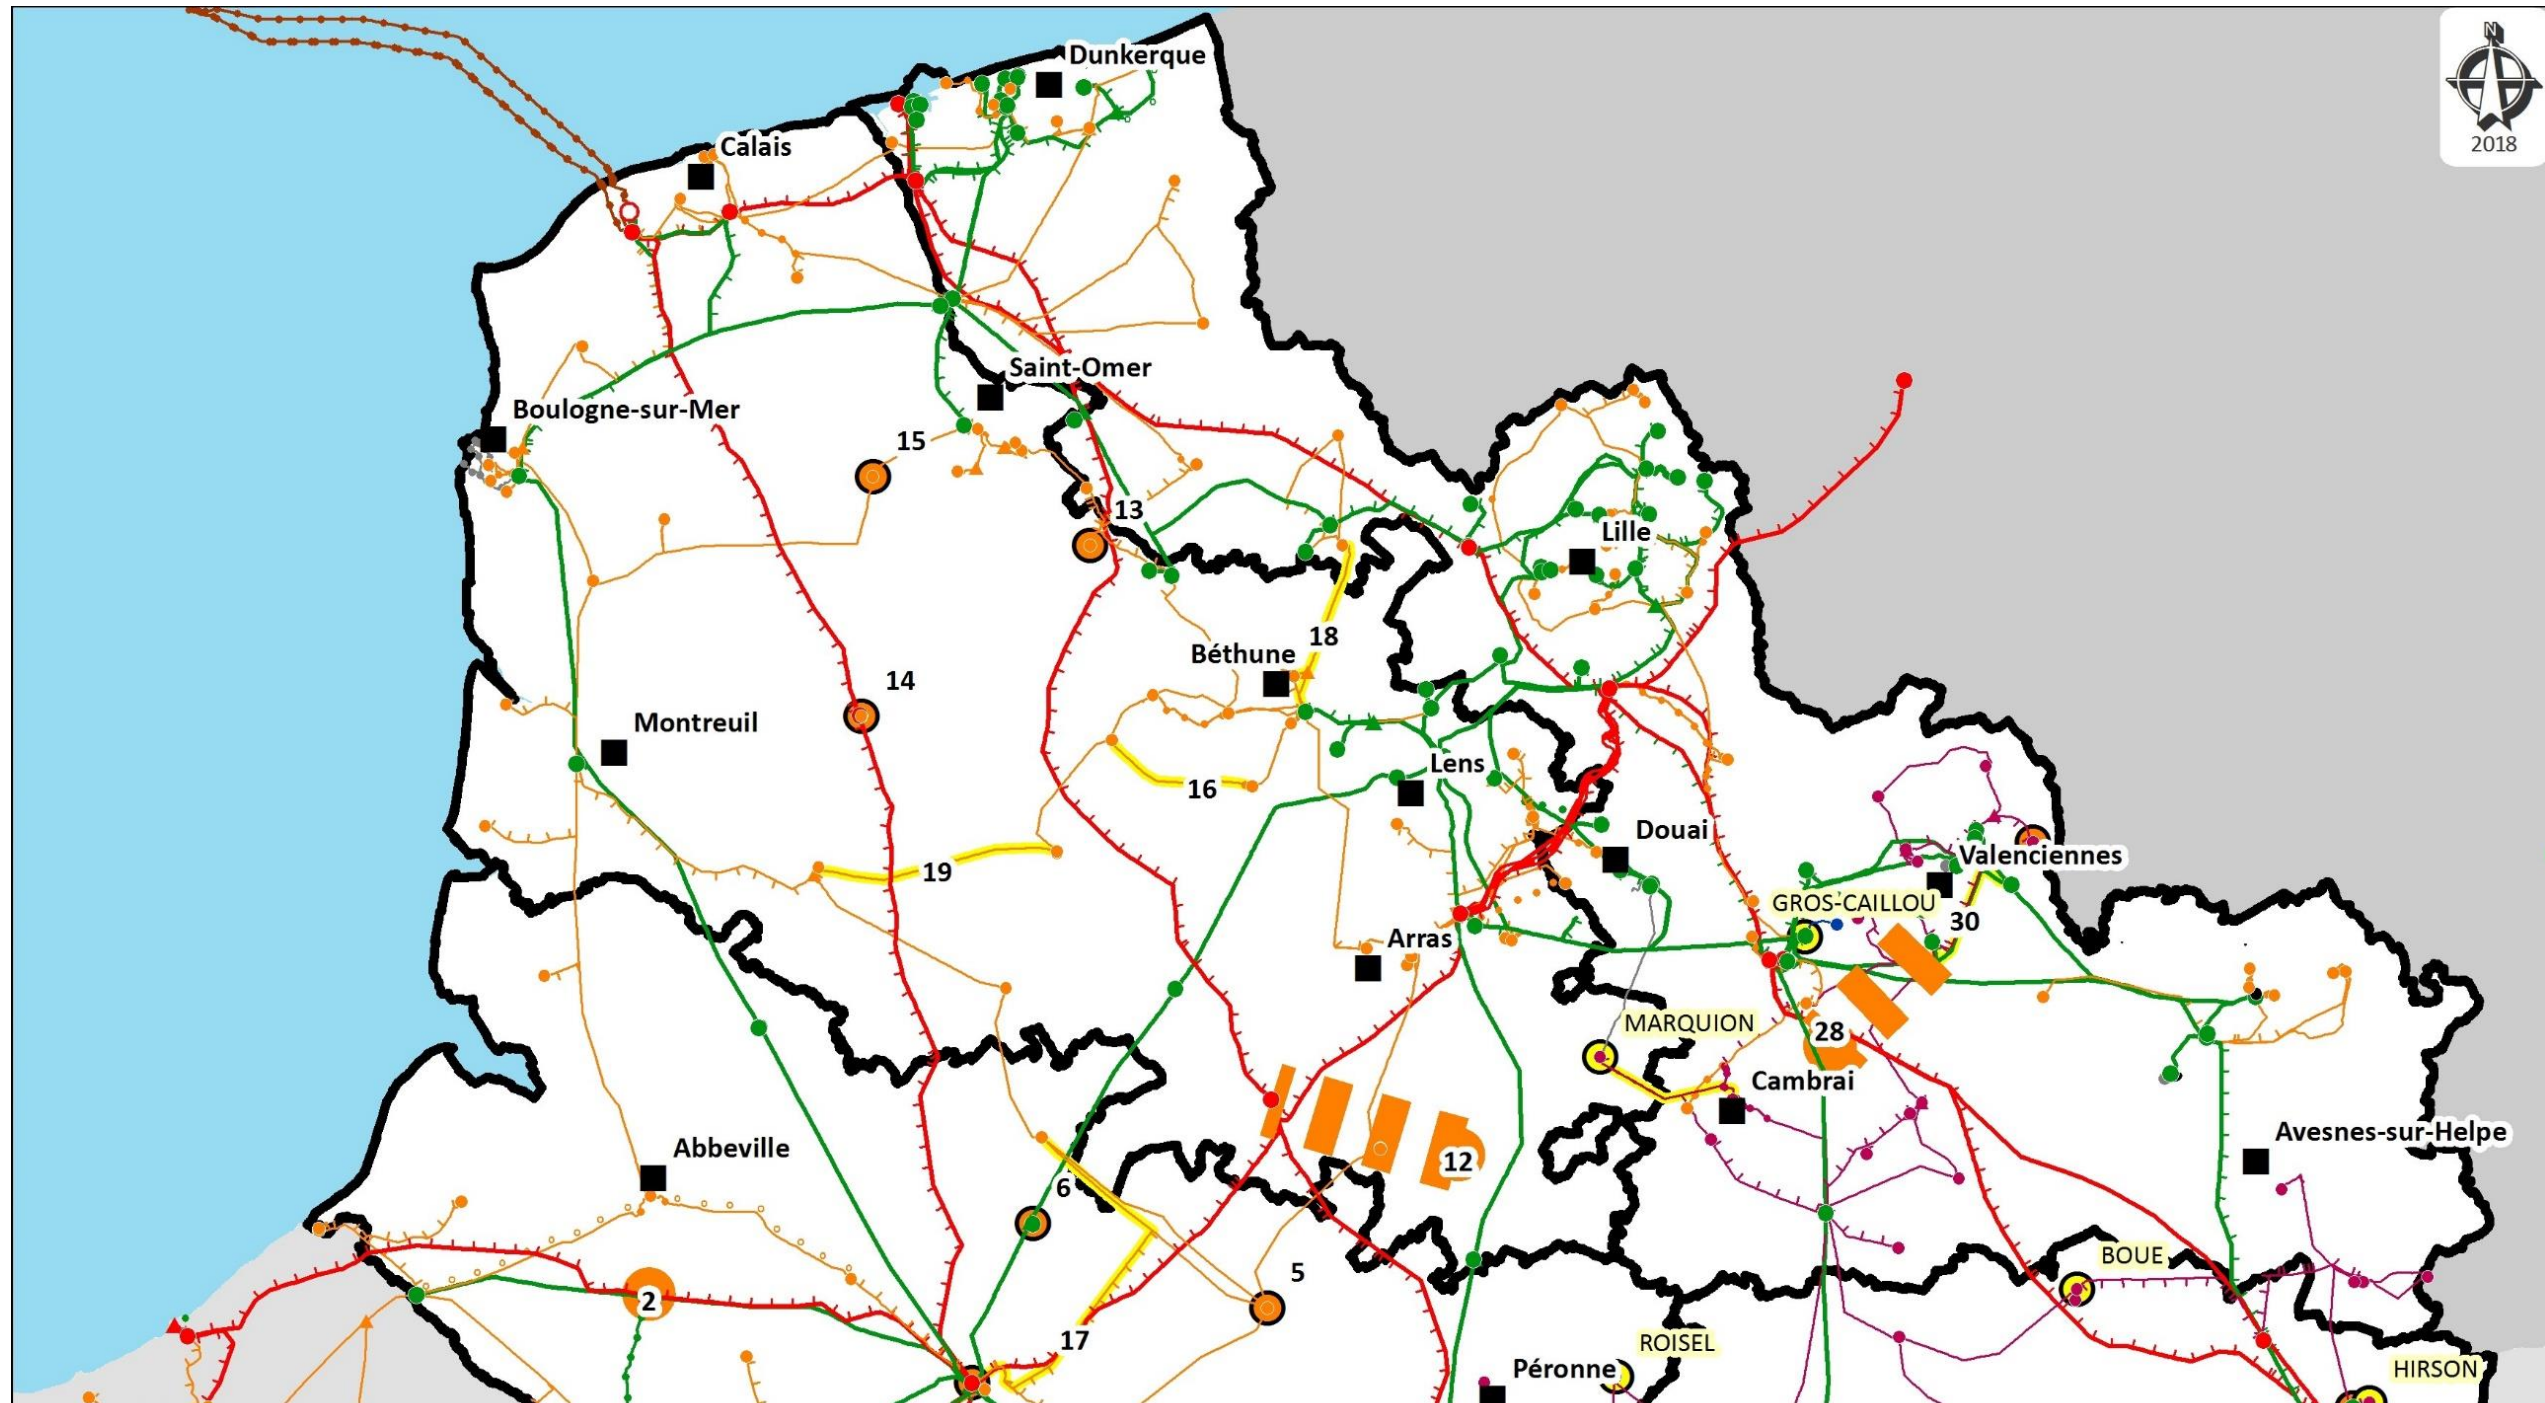 N
2018
Dunkerque
Calais
Saint-Omer
Boulogne-sur-Mer
15
13
Lille
18
Béthune
14
Montreuil
Lens
16
Douai
19
Valenciennes
GROS-CAILLOU
30
Arras
MARQUION
28
Cambrai
Avesnes-sur-Helpe
Abbeville
12
6
BOUE
5
2
17
ROISEL
Péronne
HIRSON